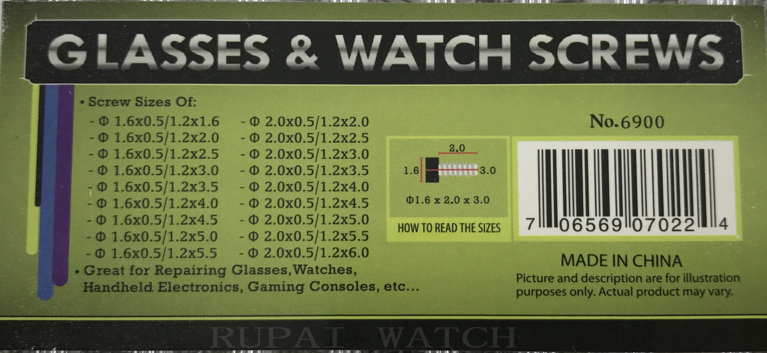 GLASSES & WATCH SCREWS
• Screw Sizes Of:
- Φ 1.6x0.5/1.2x1.6
- Φ 1.6x0.5/1.2x2.0
- Φ 1.6x0.5/1.2x2.5
- Φ 1.6x0.5/1.2x3.0
- Φ 1.6x0.5/1.2x3.5
- Φ 1.6x0.5/1.2x4.0
- Φ 1.6x0.5/1.2x4.5
- Φ 1.6x0.5/1.2x5.0
- Φ 1.6x0.5/1.2x5.5
- Φ 2.0x0.5/1.2x2.0
- Φ 2.0x0.5/1.2x2.5
- Φ 2.0x0.5/1.2x3.0
- Φ 2.0x0.5/1.2x3.5
- Φ 2.0x0.5/1.2x4.0
- Φ 2.0x0.5/1.2x4.5
- Φ 2.0x0.5/1.2x5.0
- Φ 2.0x0.5/1.2x5.5
- Φ 2.0x0.5/1.2x6.0
• Great for Repairing Glasses,Watches,
Handheld Electronics, Gaming Consoles, etc...
2.0
1.6
3.0
Φ1.6 x 2.0 x 3.0
HOW TO READ THE SIZES
No.6900
7 06569 07022 4
MADE IN CHINA
Picture and description are for illustration
purposes only. Actual product may vary.
RUPAI WATCH